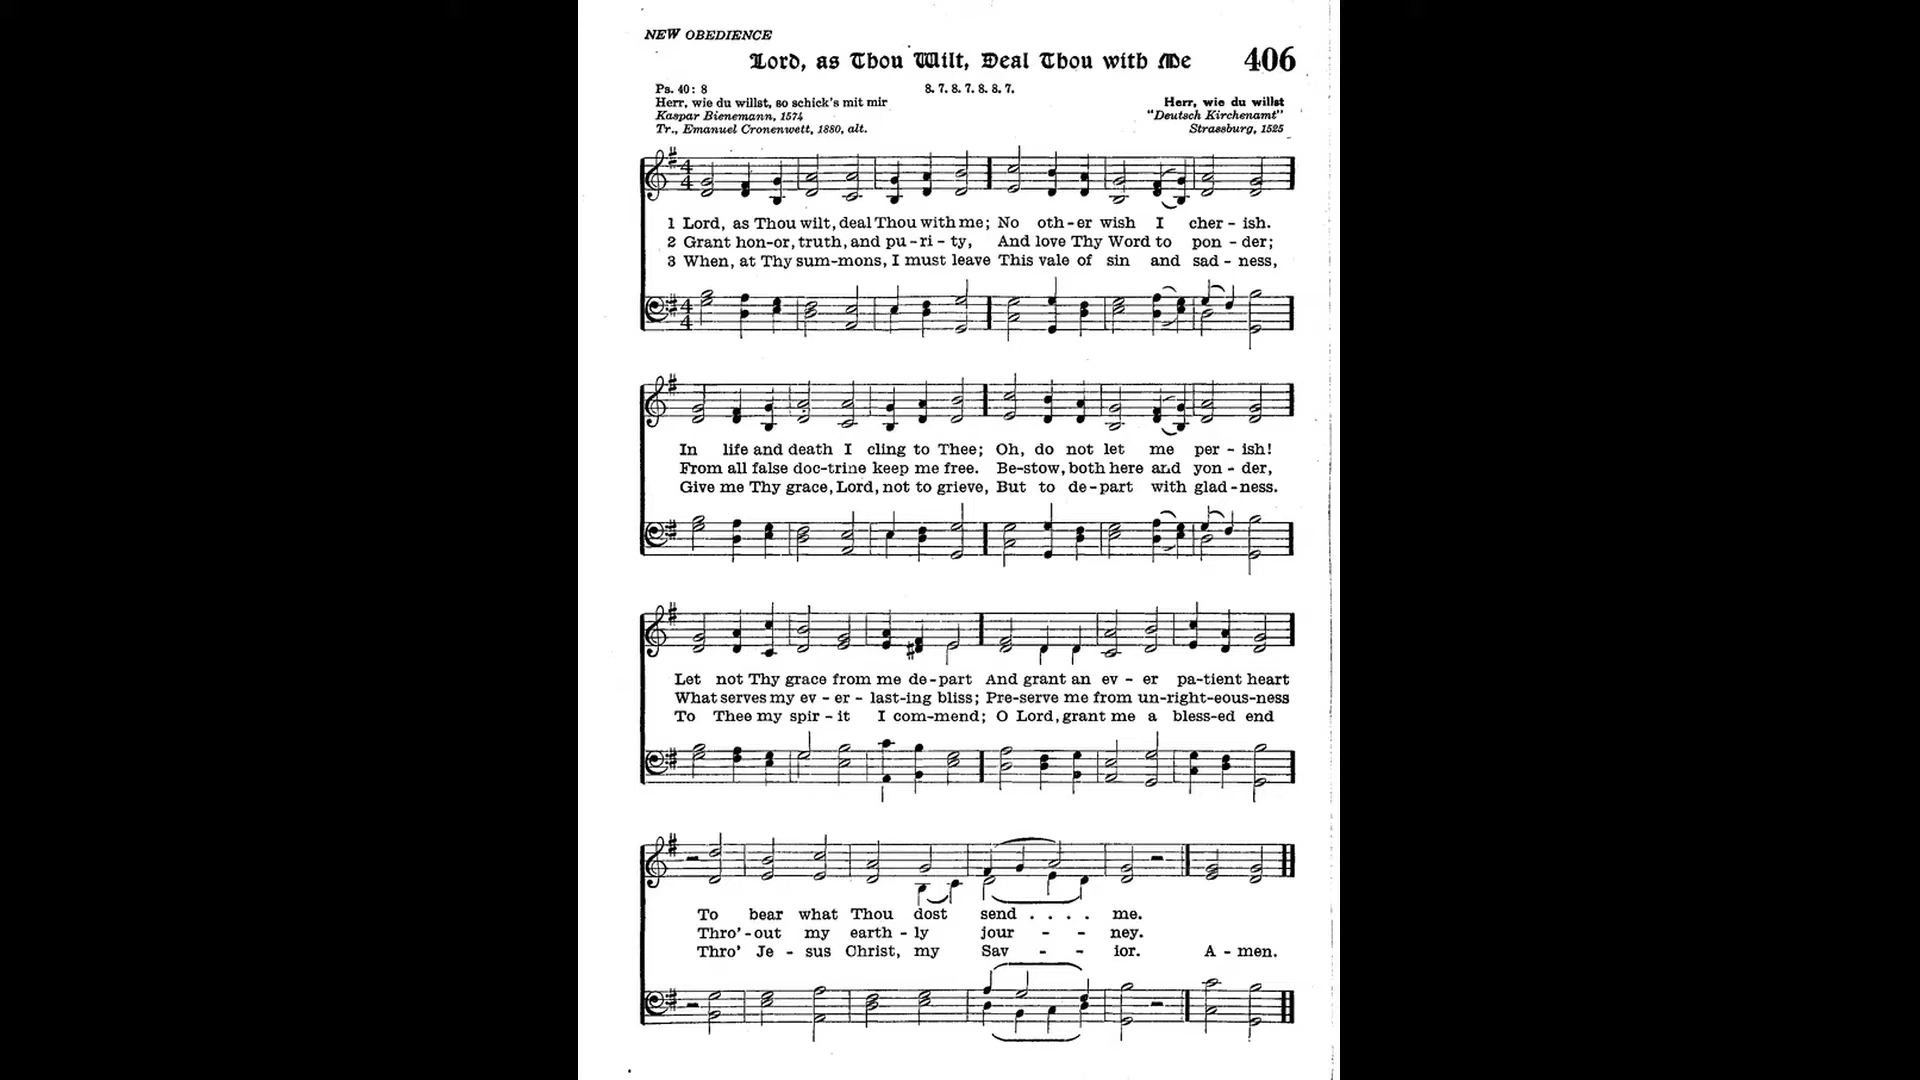 NEW OBEDIENCE
Lord, as Thou Wilt, Deal Thou with Me 406
Ps. 40: 8 8. 7. 8. 7. 8. 8. 7.
Herr, wie du willst, so schick's mit mir Herr, wie du willst
Kaspar Bienemann, 1574 "Deutsch Kirchenamt"
Tr., Emanuel Cronenwett, 1880, alt. Strassburg, 1525
1 Lord, as Thou wilt, deal Thou with me; No oth-er wish I cher-ish.
2 Grant hon-or, truth, and pu-ri-ty, And love Thy Word to pon-der;
3 When, at Thy sum-mons, I must leave This vale of sin and sad-ness,
In life and death I cling to Thee; Oh, do not let me per-ish!
From all false doc-trine keep me free. Be-stow, both here and yon-der,
Give me Thy grace, Lord, not to grieve, But to de-part with glad-ness.
Let not Thy grace from me de-part And grant an ev-er pa-tient heart
What serves my ev-er-last-ing bliss; Pre-serve me from un-right-eous-ness
To Thee my spir-it I com-mend; O Lord, grant me a bless-ed end
To bear what Thou dost send . . . . me.
Thro'-out my earth-ly jour - - ney.
Thro' Je-sus Christ, my Sav - - ior. A-men.